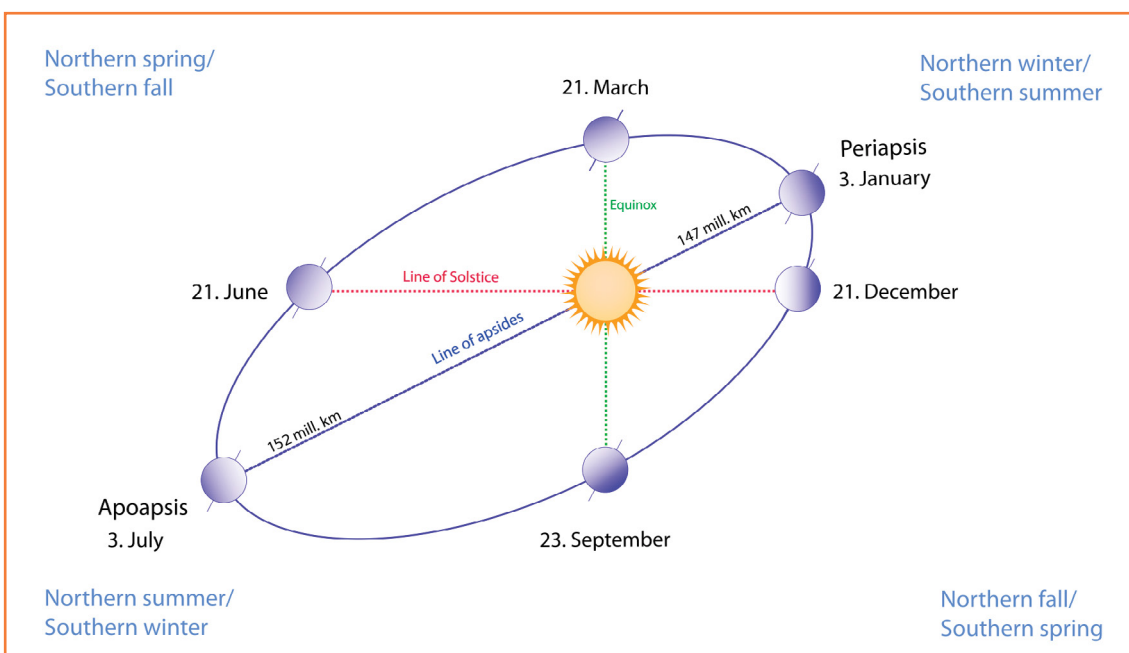 Northern spring/
Southern fall
21. March
Northern winter/
Southern summer
Periapsis
3. January
Equinox
147 mill. km
Line of Solstice
21. June
21. December
Line of apsides
152 mill. km
Apoapsis
3. July
23. September
Northern summer/
Southern winter
Northern fall/
Southern spring